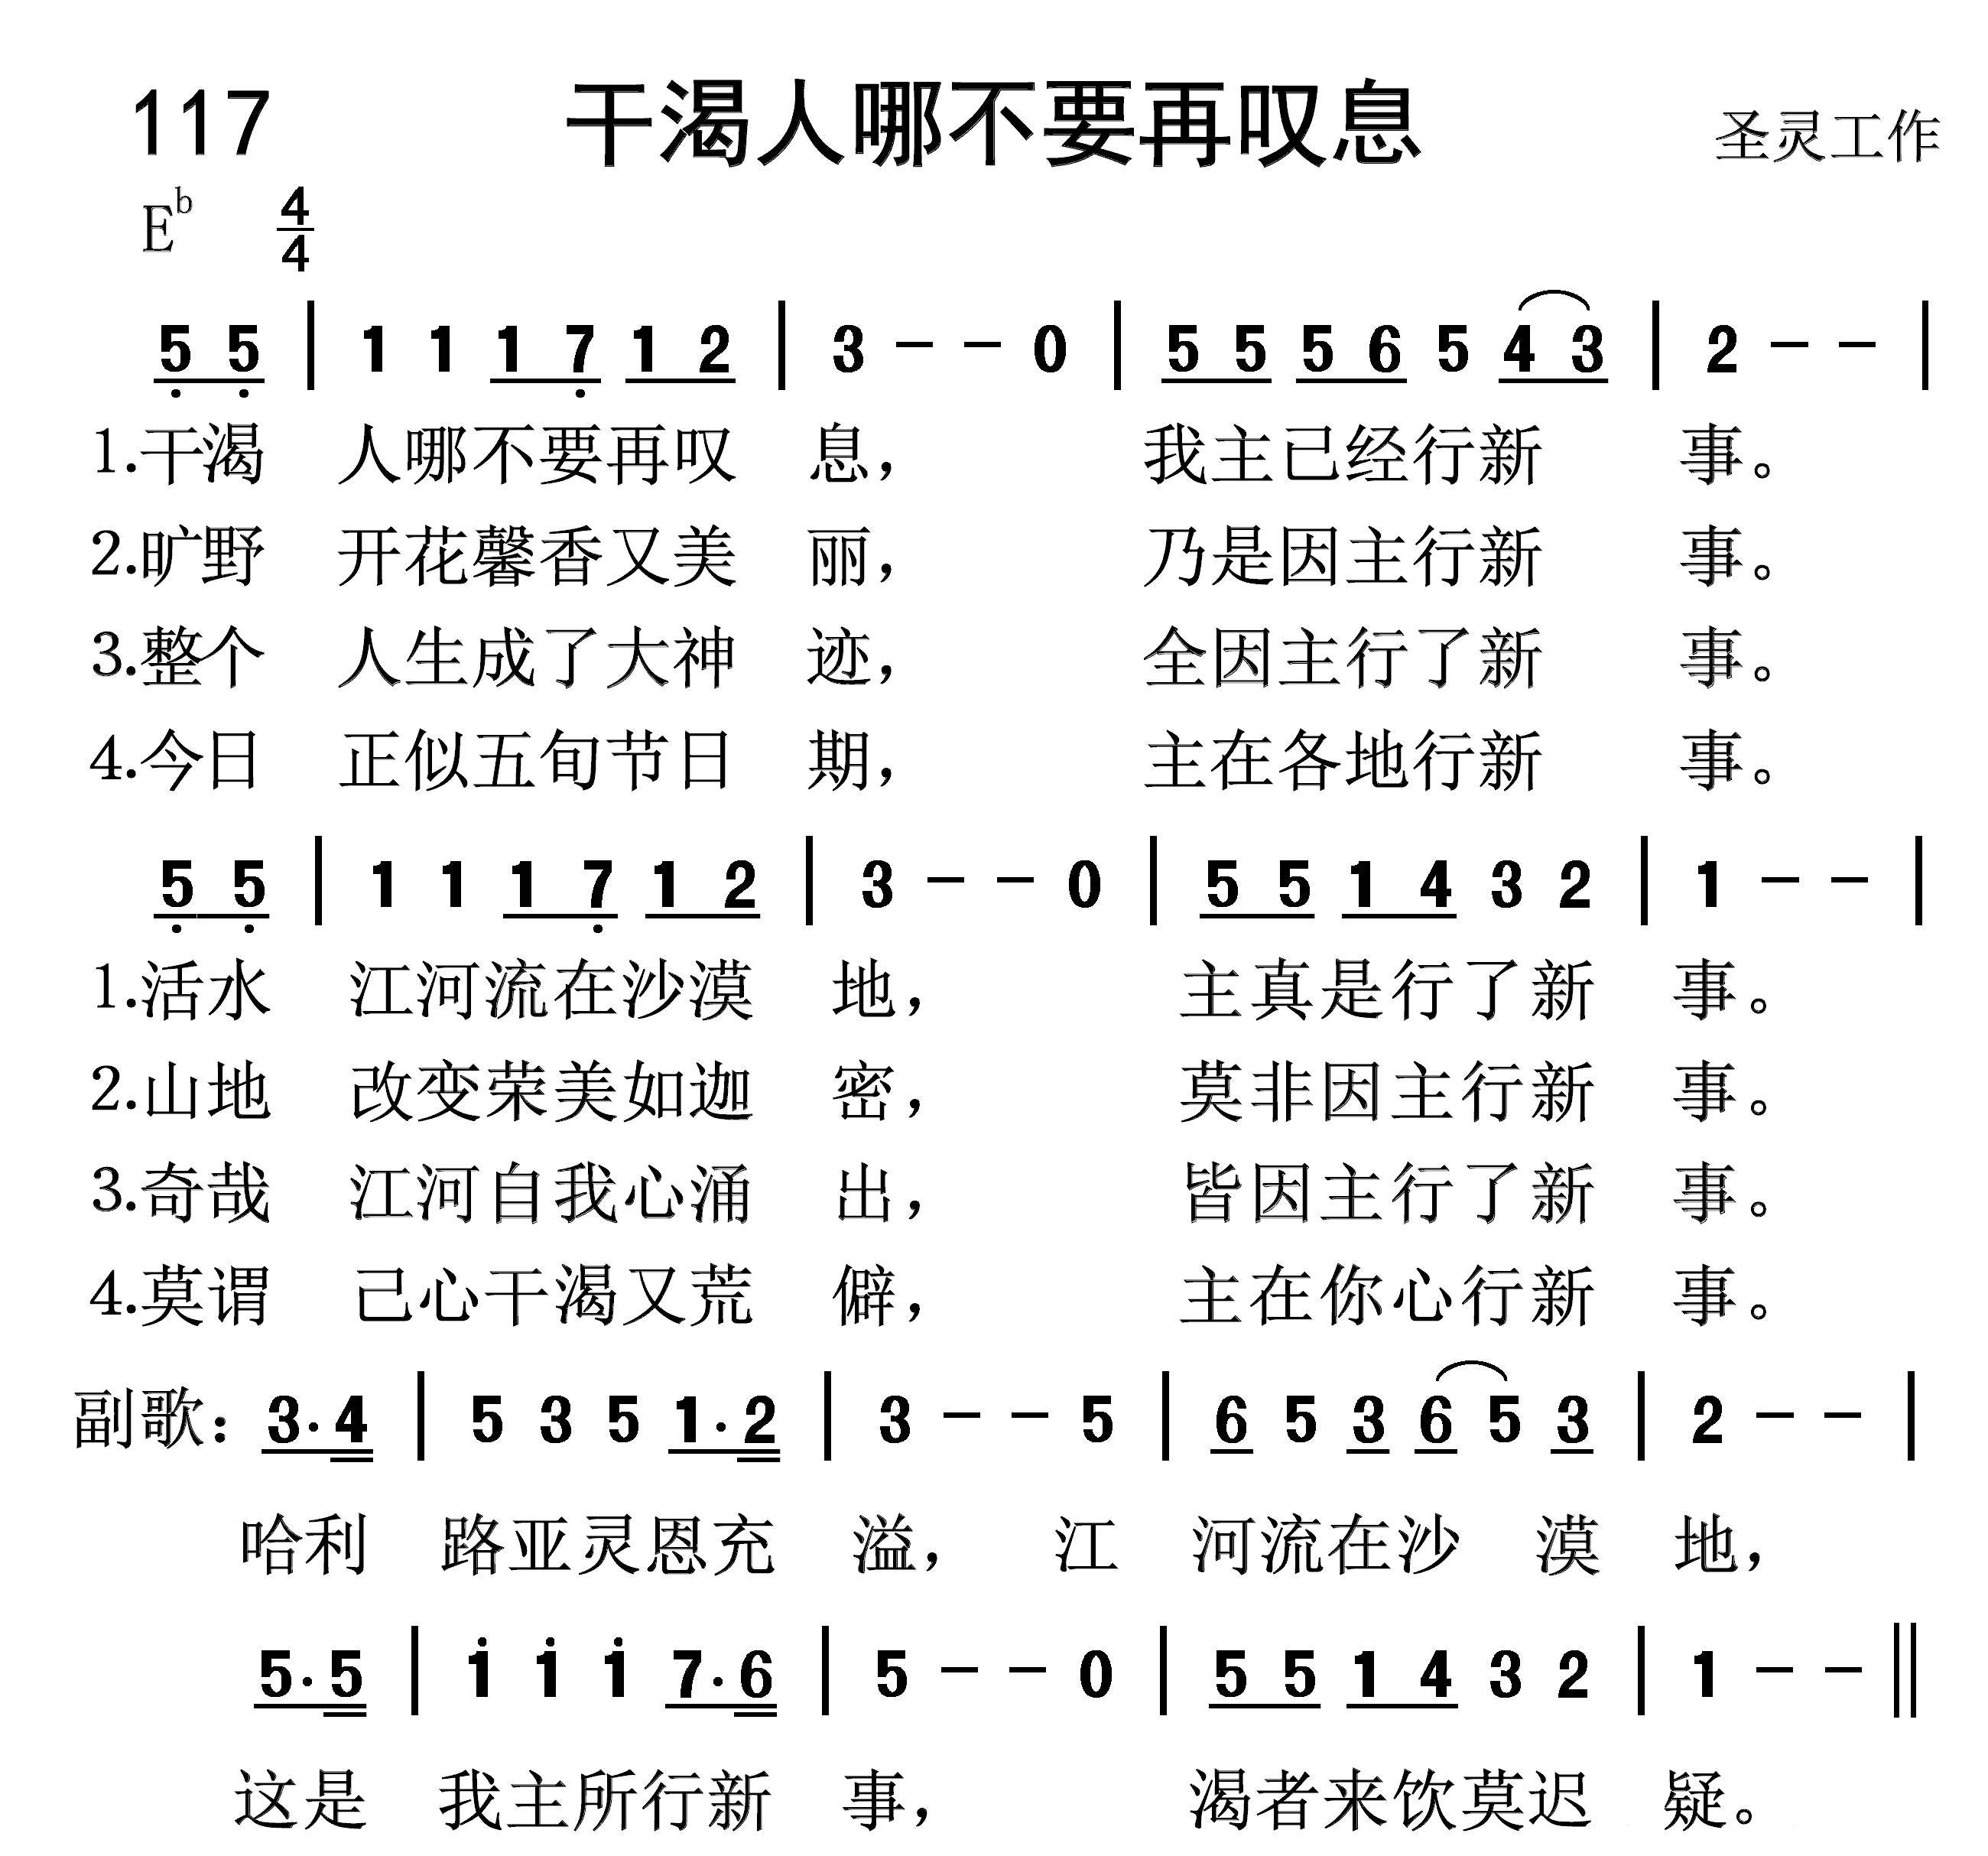 117 干渴人哪不要再叹息 圣灵工作
E♭ 4/4
5̣ 5̣ | 1 1 1 7̣ 1 2 | 3 – – 0 | 5 5 5 6 5 4 3 | 2 – – |
1.干渴 人哪不要再叹 息， 我主已经行新 事。
2.旷野 开花馨香又美 丽， 乃是因主行新 事。
3.整个 人生成了大神 迹， 全因主行了新 事。
4.今日 正似五旬节日 期， 主在各地行新 事。
5̣ 5̣ | 1 1 1 7̣ 1 2 | 3 – – 0 | 5 5 1 4 3 2 | 1 – – |
1.活水 江河流在沙漠 地， 主真是行了新 事。
2.山地 改变荣美如迦 密， 莫非因主行新 事。
3.奇哉 江河自我心涌 出， 皆因主行了新 事。
4.莫谓 己心干渴又荒 僻， 主在你心行新 事。
副歌：3·4 | 5 3 5 1·2 | 3 – – 5 | 6 5 3 6 5 3 | 2 – – |
哈利 路亚灵恩充 溢， 江 河流在沙 漠 地，
5·5 | 1̇ 1̇ 1̇ 7·6 | 5 – – 0 | 5 5 1 4 3 2 | 1 – – ‖
这是 我主所行新 事， 渴者来饮莫迟 疑。